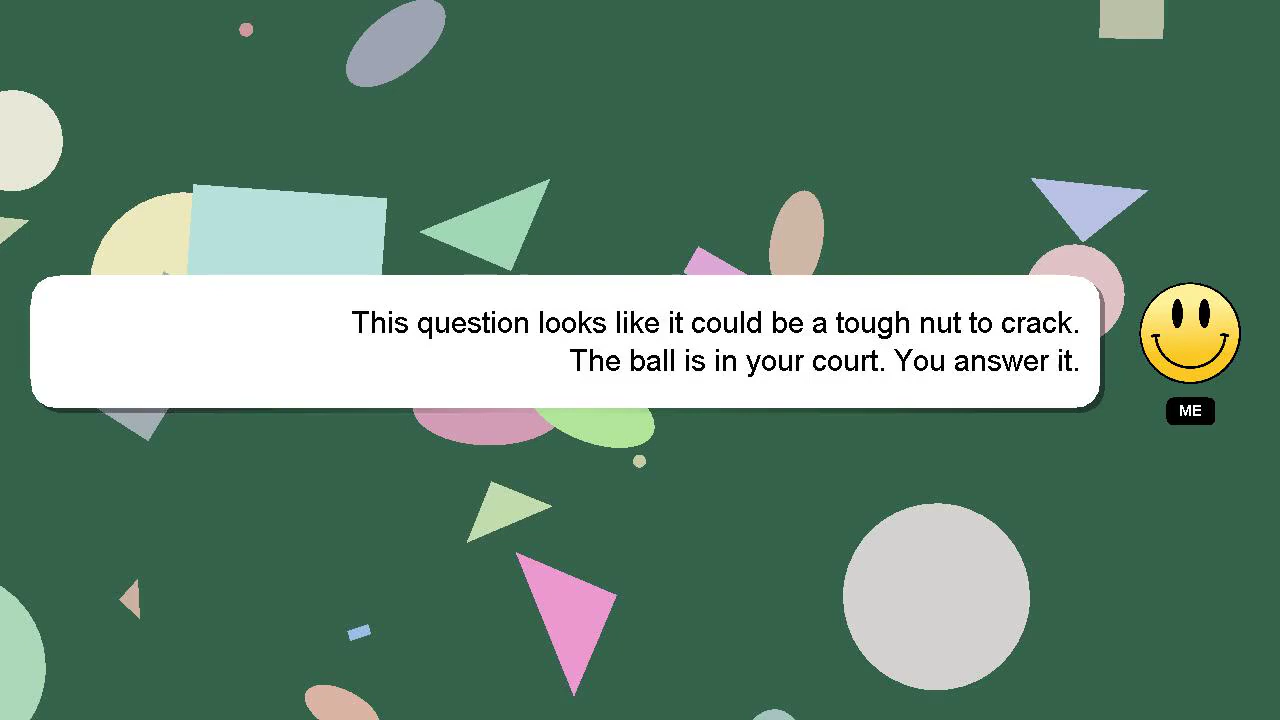 This question looks like it could be a tough nut to crack.
The ball is in your court. You answer it.
ME